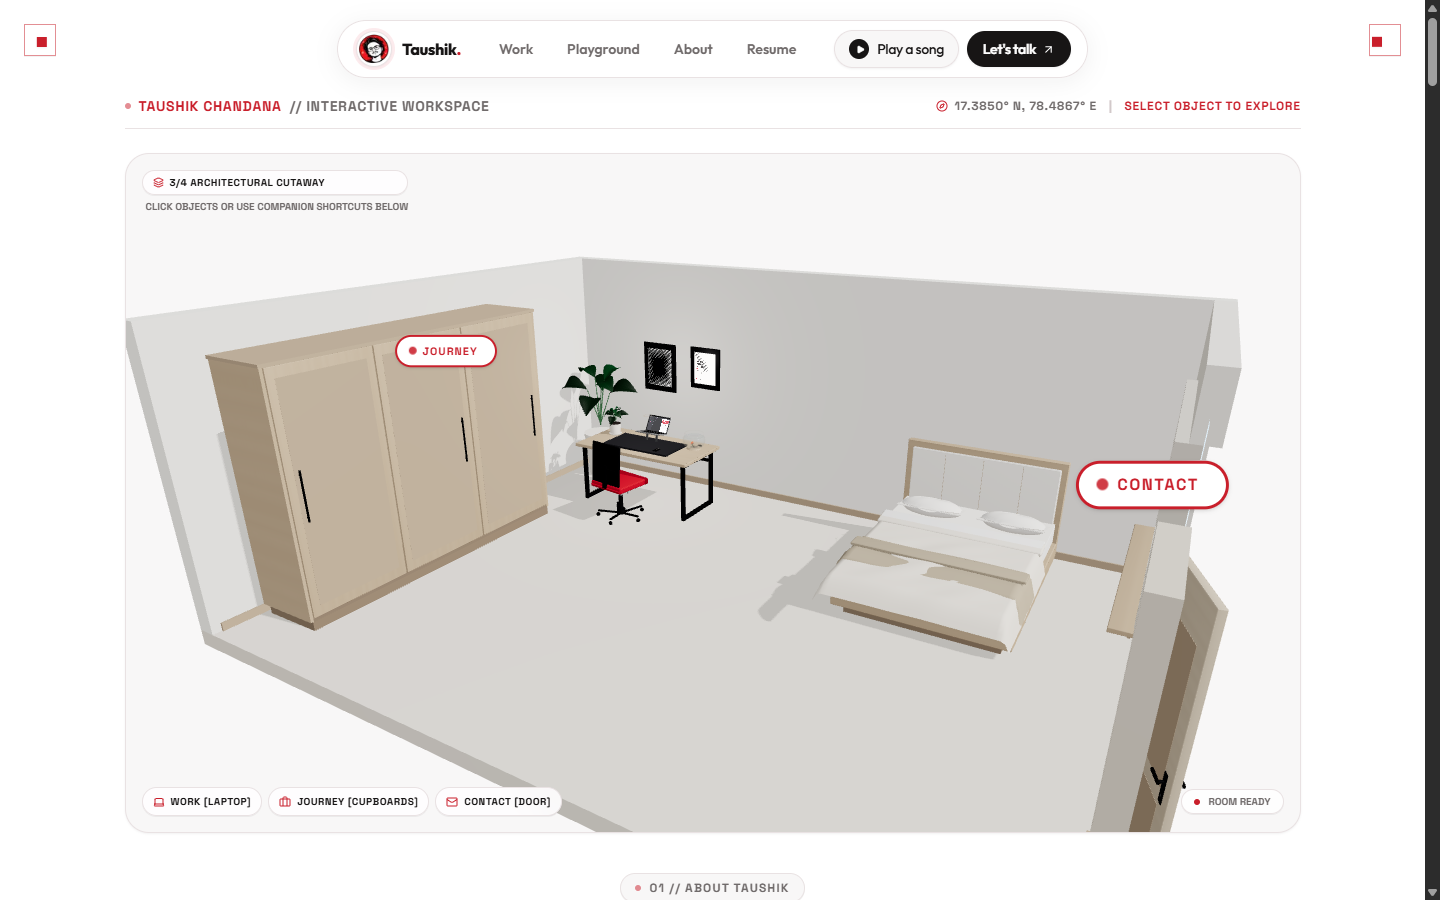 Taushik.
Work
Playground
About
Resume
Play a song
Let's talk
TAUSHIK CHANDANA // INTERACTIVE WORKSPACE
17.3850° N, 78.4867° E | SELECT OBJECT TO EXPLORE
3/4 ARCHITECTURAL CUTAWAY
CLICK OBJECTS OR USE COMPANION SHORTCUTS BELOW
JOURNEY
CONTACT
WORK [LAPTOP]
JOURNEY [CUPBOARDS]
CONTACT [DOOR]
ROOM READY
01 // ABOUT TAUSHIK